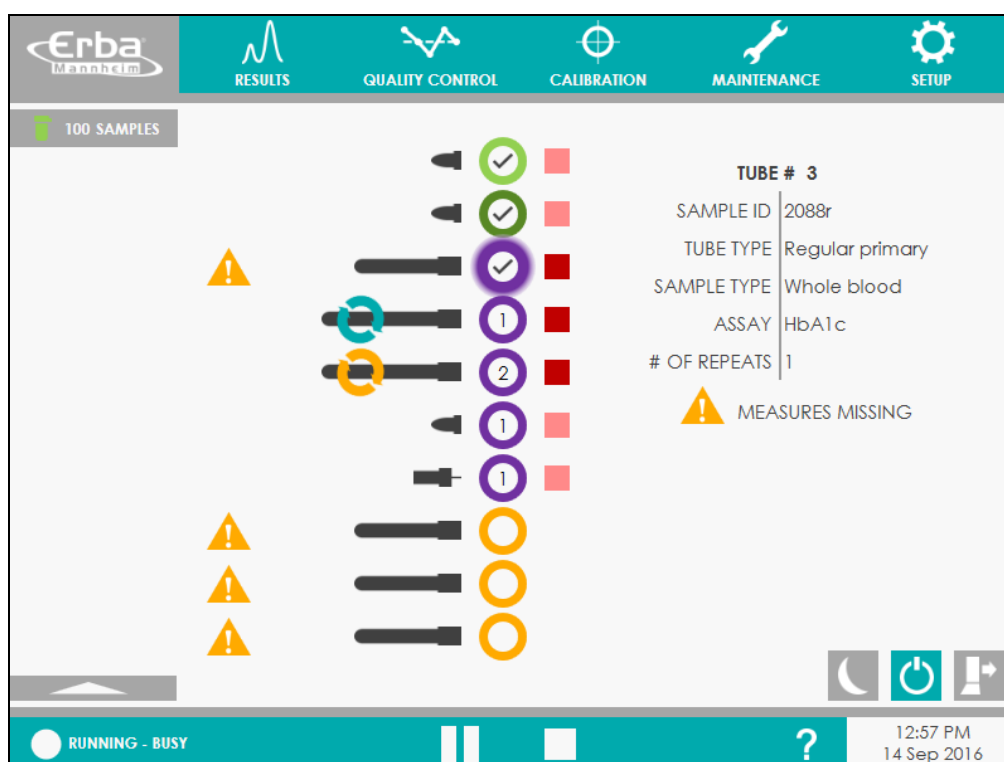 Erba
Mannheim
RESULTS
QUALITY CONTROL
CALIBRATION
MAINTENANCE
SETUP
100 SAMPLES
TUBE # 3
SAMPLE ID 2088r
TUBE TYPE Regular primary
SAMPLE TYPE Whole blood
ASSAY HbA1c
# OF REPEATS 1
MEASURES MISSING
1
2
1
1
RUNNING - BUSY
?
12:57 PM
14 Sep 2016